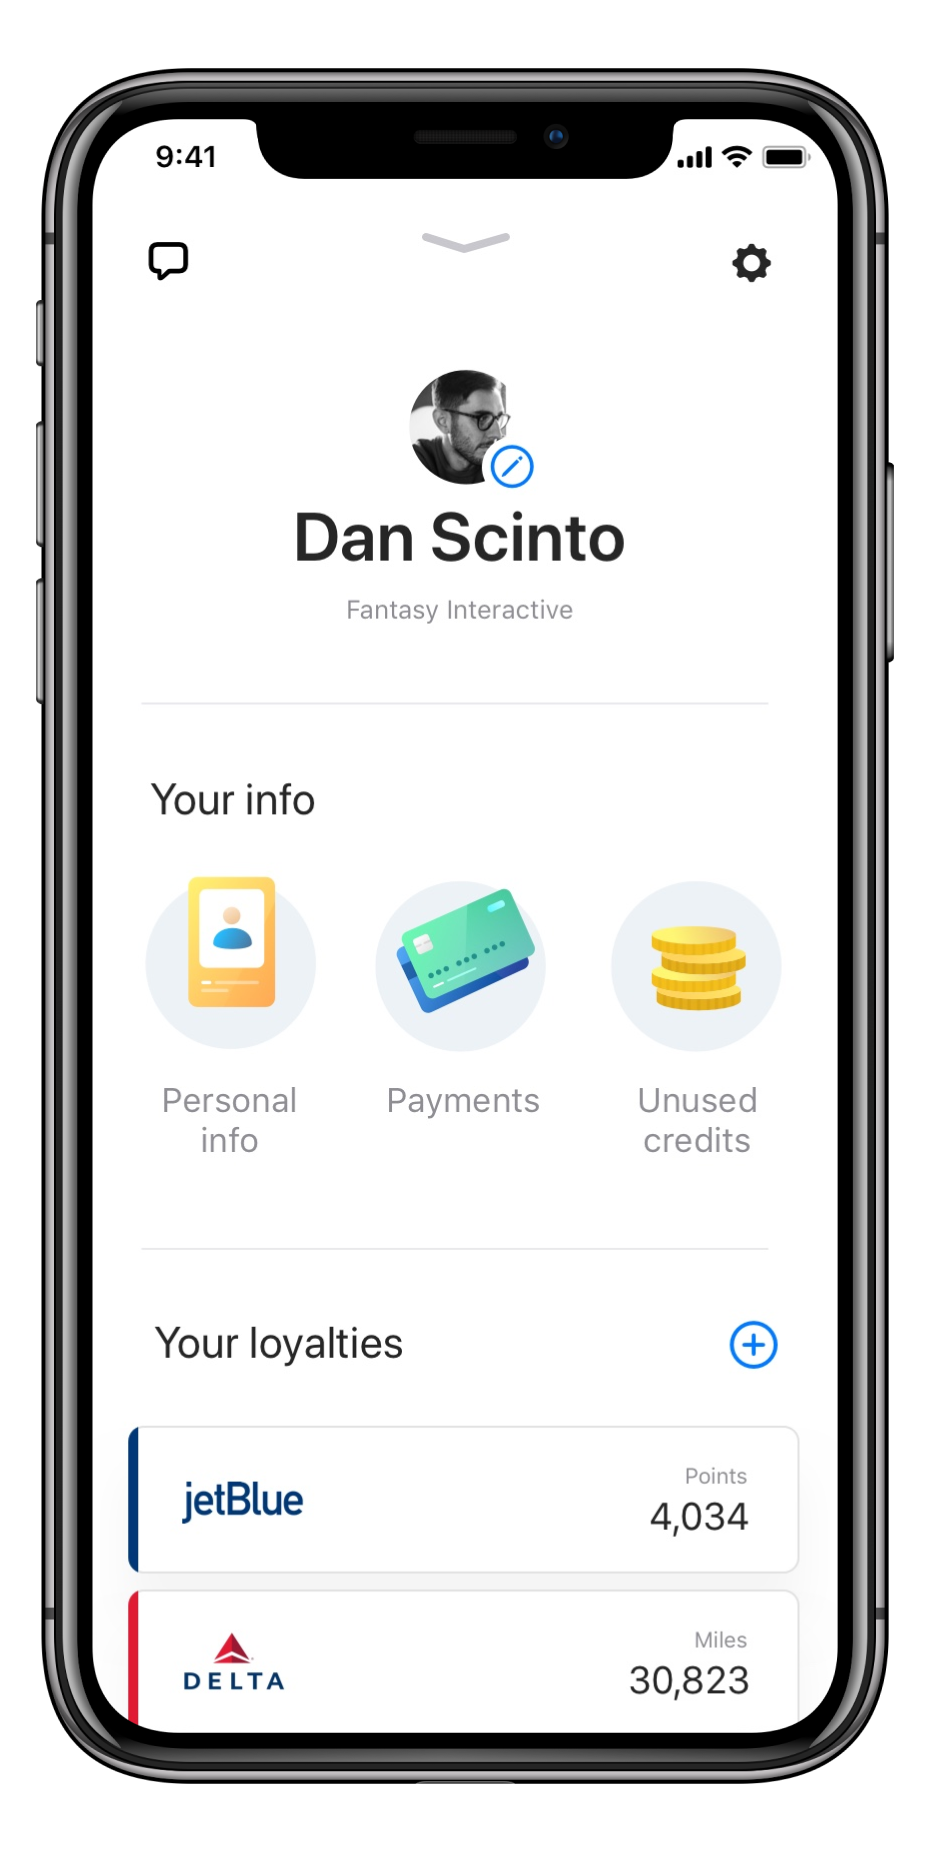 9:41
Dan Scinto
Fantasy Interactive
Your info
Personal
info
Payments
Unused
credits
Your loyalties
jetBlue
Points
4,034
DELTA
Miles
30,823